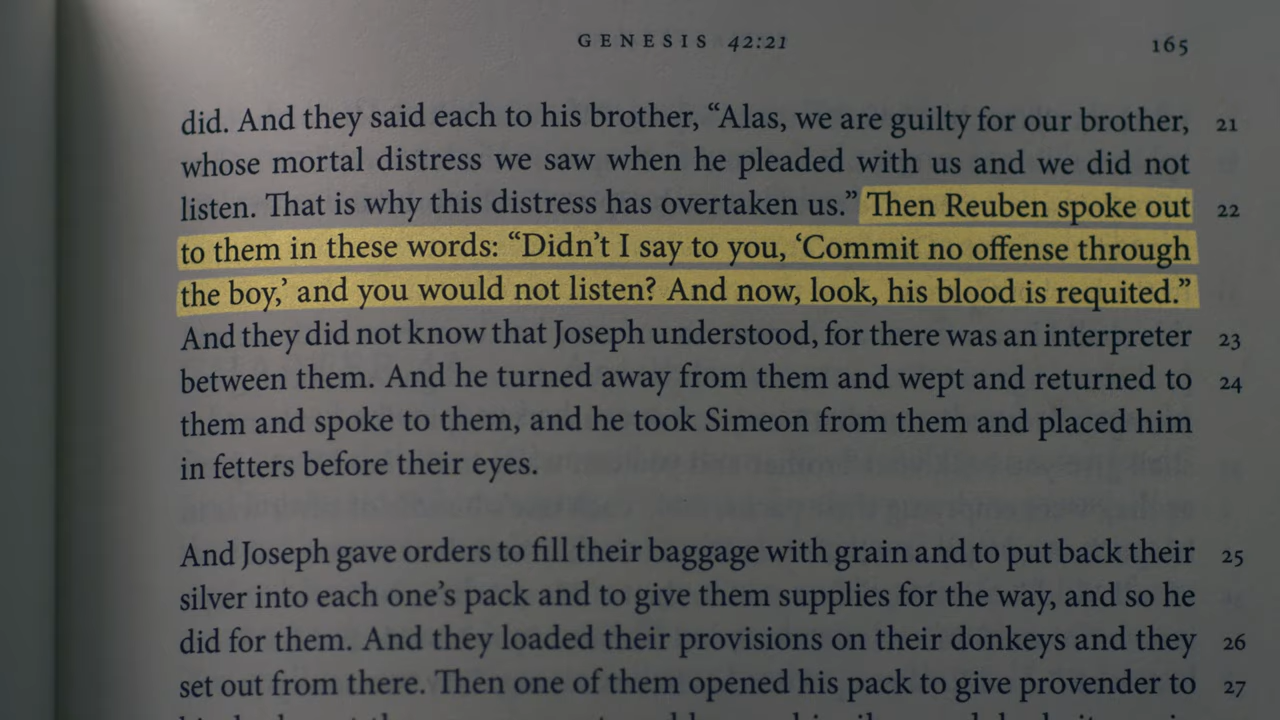 GENESIS 42:21 165
did. And they said each to his brother, “Alas, we are guilty for our brother, 21
whose mortal distress we saw when he pleaded with us and we did not
listen. That is why this distress has overtaken us.” Then Reuben spoke out 22
to them in these words: “Didn’t I say to you, ‘Commit no offense through
the boy,’ and you would not listen? And now, look, his blood is requited.”
And they did not know that Joseph understood, for there was an interpreter 23
between them. And he turned away from them and wept and returned to 24
them and spoke to them, and he took Simeon from them and placed him
in fetters before their eyes.
And Joseph gave orders to fill their baggage with grain and to put back their 25
silver into each one’s pack and to give them supplies for the way, and so he
did for them. And they loaded their provisions on their donkeys and they 26
set out from there. Then one of them opened his pack to give provender to 27